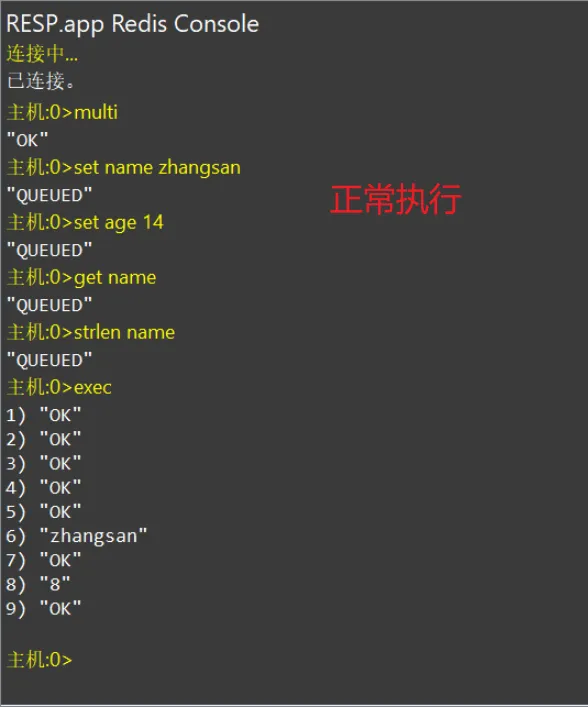 RESP.app Redis Console
连接中...
已连接。
主机:0>multi
"OK"
主机:0>set name zhangsan
"QUEUED"
正常执行
主机:0>set age 14
"QUEUED"
主机:0>get name
"QUEUED"
主机:0>strlen name
"QUEUED"
主机:0>exec
1) "OK"
2) "OK"
3) "OK"
4) "OK"
5) "OK"
6) "zhangsan"
7) "OK"
8) "8"
9) "OK"
主机:0>